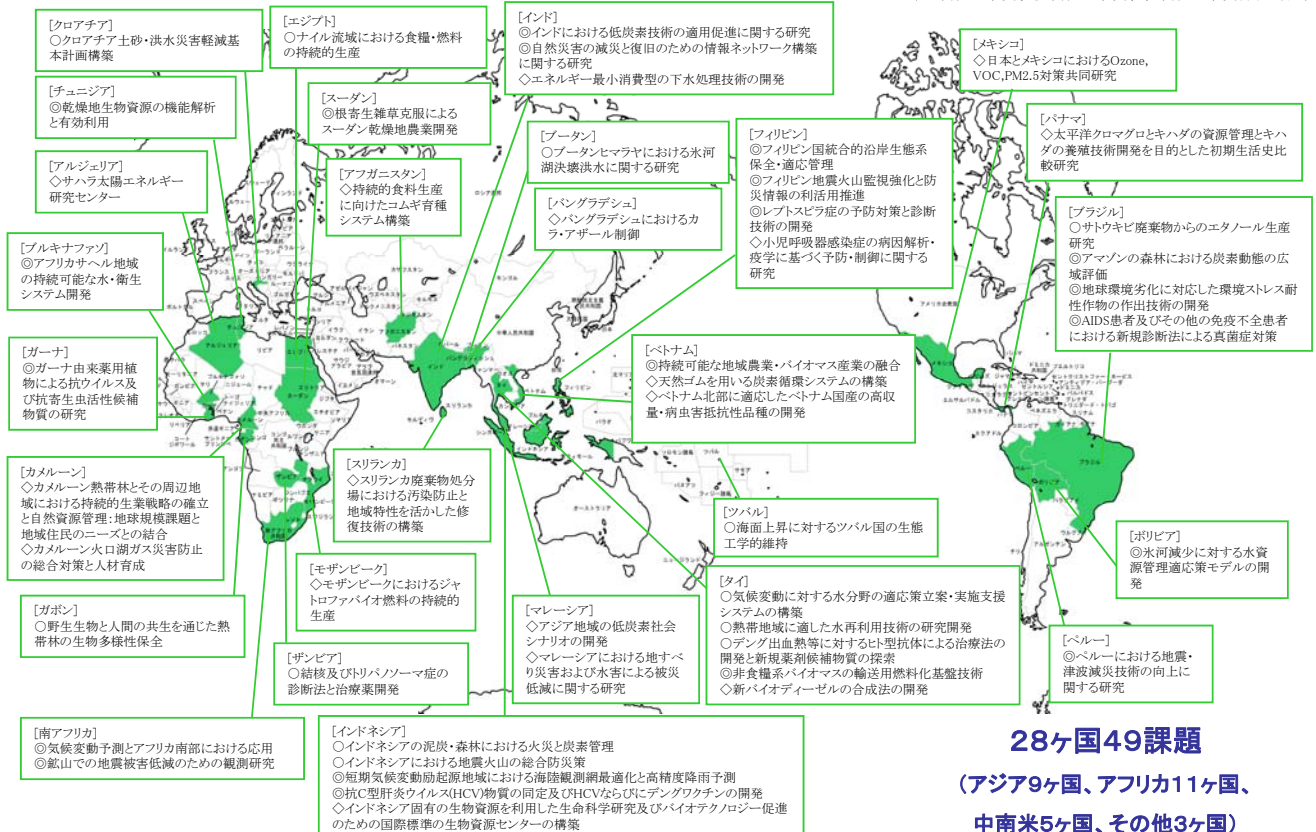 [クロアチア]
○クロアチア土砂・洪水災害軽減基
本計画構築
[エジプト]
○ナイル流域における食糧・燃料
の持続的生産
[インド]
◎インドにおける低炭素技術の適用促進に関する研究
◎自然災害の減災と復旧のための情報ネットワーク構築
に関する研究
◇エネルギー最小消費型の下水処理技術の開発
[メキシコ]
◇日本とメキシコにおけるOzone,
VOC,PM2.5対策共同研究
[チュニジア]
◎乾燥地生物資源の機能解析
と有効利用
[スーダン]
◎根寄生雑草克服による
スーダン乾燥地農業開発
[ブータン]
○ブータンヒマラヤにおける氷河
湖決壊洪水に関する研究
[フィリピン]
◎フィリピン国統合的沿岸生態系
保全・適応管理
◎フィリピン地震火山監視強化と防
災情報の利活用推進
◎レプトスピラ症の予防対策と診断
技術の開発
◇小児呼吸器感染症の病因解析・
疫学に基づく予防・制御に関する
研究
[パナマ]
◇太平洋クロマグロとキハダの資源管理とキハ
ダの養殖技術開発を目的とした初期生活史比
較研究
[アルジェリア]
◇サハラ太陽エネルギー
研究センター
[アフガニスタン]
◇持続的食料生産
に向けたコムギ育種
システム構築
[バングラデシュ]
◇バングラデシュにおけるカ
ラ・アザール制御
[ブラジル]
○サトウキビ廃棄物からのエタノール生産
研究
◎アマゾンの森林における炭素動態の広
域評価
◎地球環境劣化に対応した環境ストレス耐
性作物の作出技術の開発
◎AIDS患者及びその他の免疫不全患者
における新規診断法による真菌症対策
[ブルキナファソ]
◎アフリカサヘル地域
の持続可能な水・衛生
システム開発
[ガーナ]
◎ガーナ由来薬用植
物による抗ウイルス及
び抗寄生虫活性候補
物質の研究
[ベトナム]
◎持続可能な地域農業・バイオマス産業の融合
◇天然ゴムを用いる炭素循環システムの構築
◇ベトナム北部に適応したベトナム国産の高収
量・病虫害抵抗性品種の開発
[カメルーン]
◇カメルーン熱帯林とその周辺地
域における持続的生業戦略の確立
と自然資源管理:地球規模課題と
地域住民のニーズとの結合
◇カメルーン火口湖ガス災害防止
の総合対策と人材育成
[スリランカ]
◇スリランカ廃棄物処分
場における汚染防止と
地域特性を活かした修
復技術の構築
[ツバル]
○海面上昇に対するツバル国の生態
工学的維持
[ボリビア]
◎氷河減少に対する水資
源管理適応策モデルの開
発
[モザンビーク]
◇モザンビークにおけるジャ
トロファバイオ燃料の持続的
生産
[ガボン]
○野生生物と人間の共生を通じた熱
帯林の生物多様性保全
[マレーシア]
◇アジア地域の低炭素社会
シナリオの開発
◇マレーシアにおける地すべ
り災害および水害による被災
低減に関する研究
[タイ]
○気候変動に対する水分野の適応策立案・実施支援
システムの構築
○熱帯地域に適した水再利用技術の研究開発
○デング出血熱等に対するヒト型抗体による治療法の
開発と新規薬剤候補物質の探索
◎非食糧系バイオマスの輸送用燃料化基盤技術
◇新バイオディーゼルの合成法の開発
[ペルー]
◎ペルーにおける地震・
津波減災技術の向上に
関する研究
[ザンビア]
○結核及びトリパノソーマ症の
診断法と治療薬開発
[南アフリカ]
◎気候変動予測とアフリカ南部における応用
◎鉱山での地震被害低減のための観測研究
[インドネシア]
○インドネシアの泥炭・森林における火災と炭素管理
○インドネシアにおける地震火山の総合防災策
◎短期気候変動励起源地域における海陸観測網最適化と高精度降雨予測
◎抗C型肝炎ウイルス(HCV)物質の同定及びHCVならびにデングワクチンの開発
◇インドネシア固有の生物資源を利用した生命科学研究及びバイオテクノロジー促進
のための国際標準の生物資源センターの構築
28ヶ国49課題
(アジア9ヶ国、アフリカ11ヶ国、
中南米5ヶ国、その他3ヶ国)